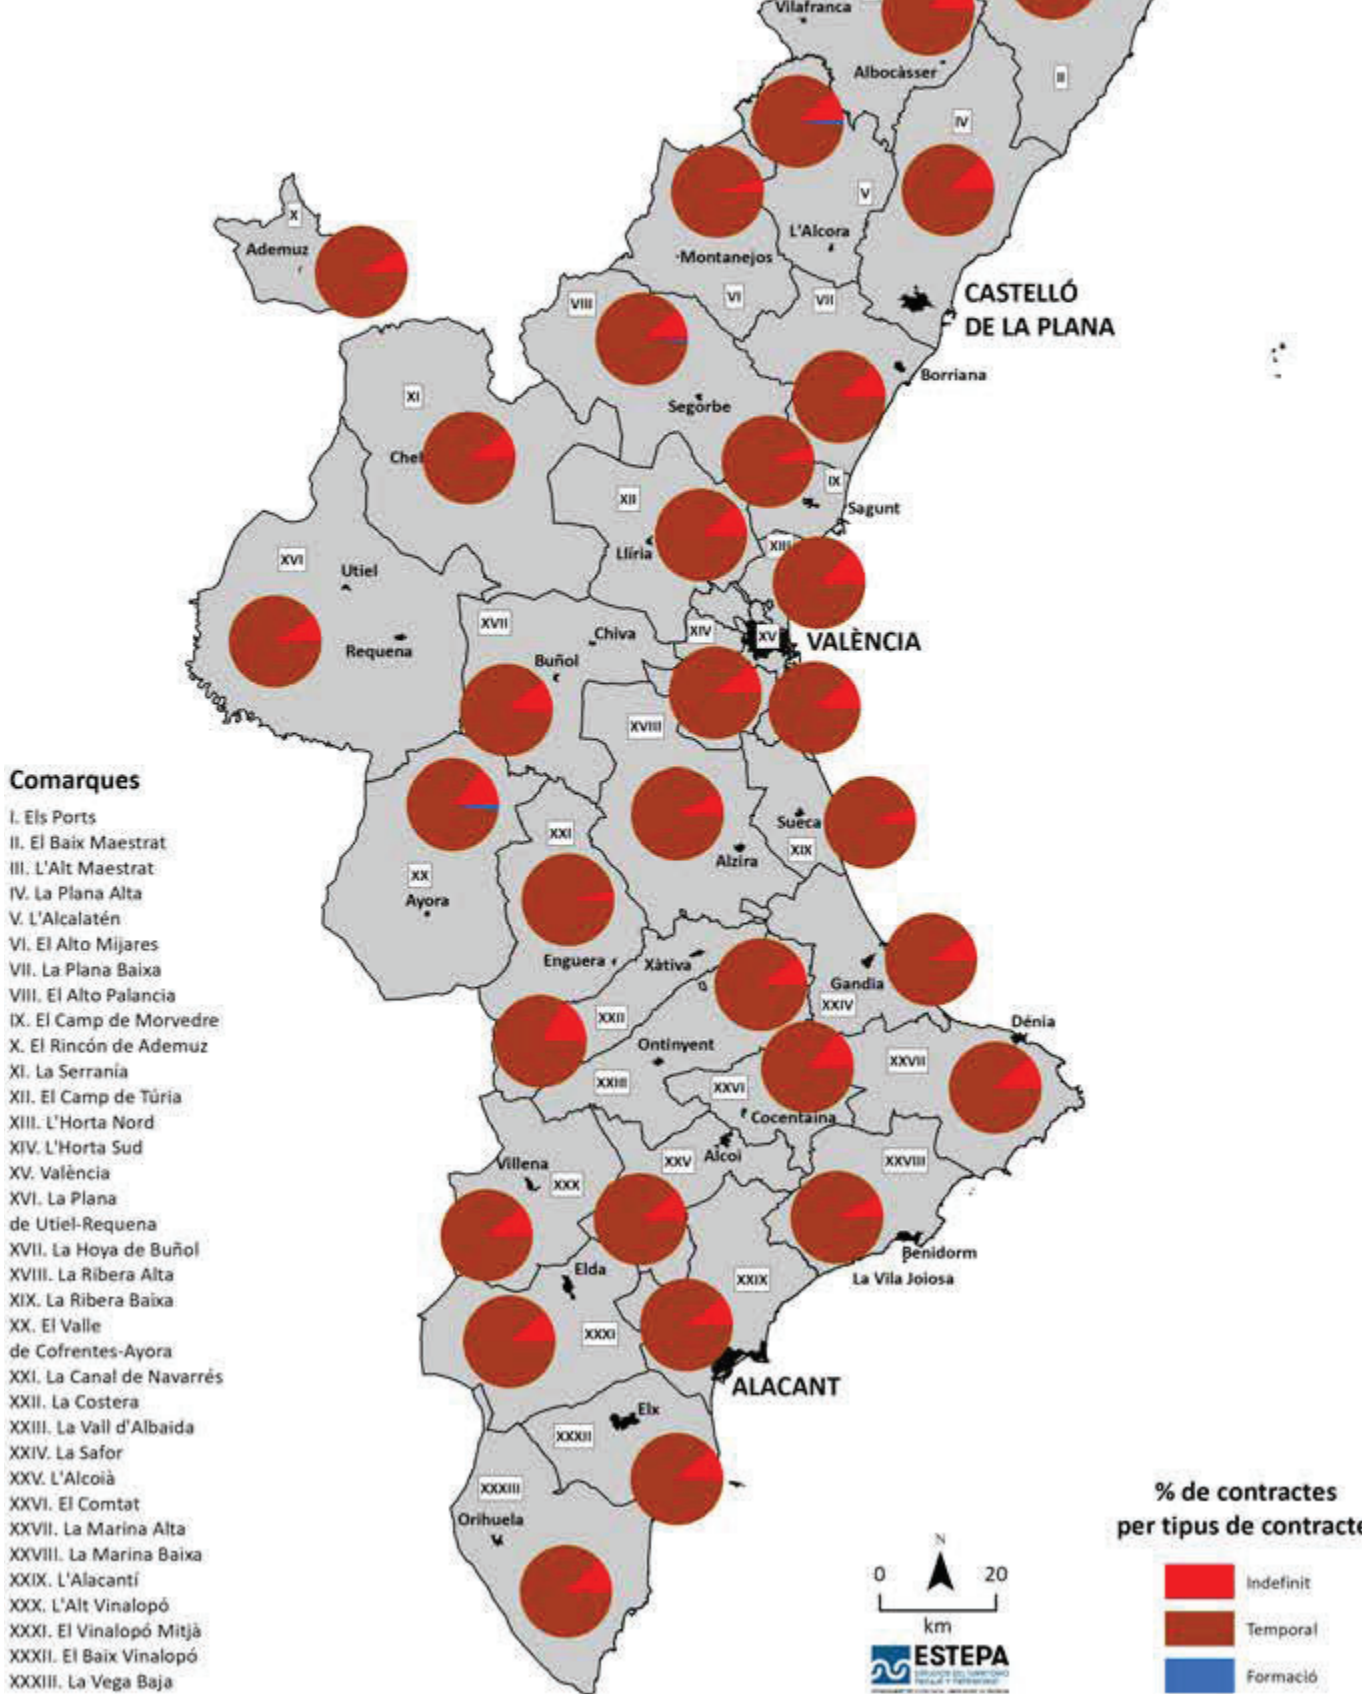 Vilafranca
Albocàsser
II
IV
V
X
Ademuz
L'Alcora
Montanejos
VI
VII
VIII
CASTELLÓ
DE LA PLANA
Borriana
XI
Segorbe
Chel
XII
IX
Sagunt
Llíria
XIII
XVI
Utiel
Requena
XVII
Chiva
Buñol
XIV
XV
VALÈNCIA
XVIII
Sueca
XIX
Alzira
XXI
XX
Ayora
Enguera
Xàtiva
Gandia
XXIV
XXII
Dénia
Ontinyent
XXVII
XXIII
XXVI
Cocentaina
Alcoi
XXV
XXVIII
Villena
XXX
Benidorm
La Vila Joiosa
Elda
XXIX
XXXI
ALACANT
Elx
XXXII
XXXIII
Orihuela
Comarques
I. Els Ports
II. El Baix Maestrat
III. L'Alt Maestrat
IV. La Plana Alta
V. L'Alcalatén
VI. El Alto Mijares
VII. La Plana Baixa
VIII. El Alto Palancia
IX. El Camp de Morvedre
X. El Rincón de Ademuz
XI. La Serranía
XII. El Camp de Túria
XIII. L'Horta Nord
XIV. L'Horta Sud
XV. València
XVI. La Plana
de Utiel-Requena
XVII. La Hoya de Buñol
XVIII. La Ribera Alta
XIX. La Ribera Baixa
XX. El Valle
de Cofrentes-Ayora
XXI. La Canal de Navarrés
XXII. La Costera
XXIII. La Vall d'Albaida
XXIV. La Safor
XXV. L'Alcoià
XXVI. El Comtat
XXVII. La Marina Alta
XXVIII. La Marina Baixa
XXIX. L'Alacantí
XXX. L'Alt Vinalopó
XXXI. El Vinalopó Mitjà
XXXII. El Baix Vinalopó
XXXIII. La Vega Baja
N
0 20
km
ESTEPA
% de contractes
per tipus de contracte
Indefinit
Temporal
Formació